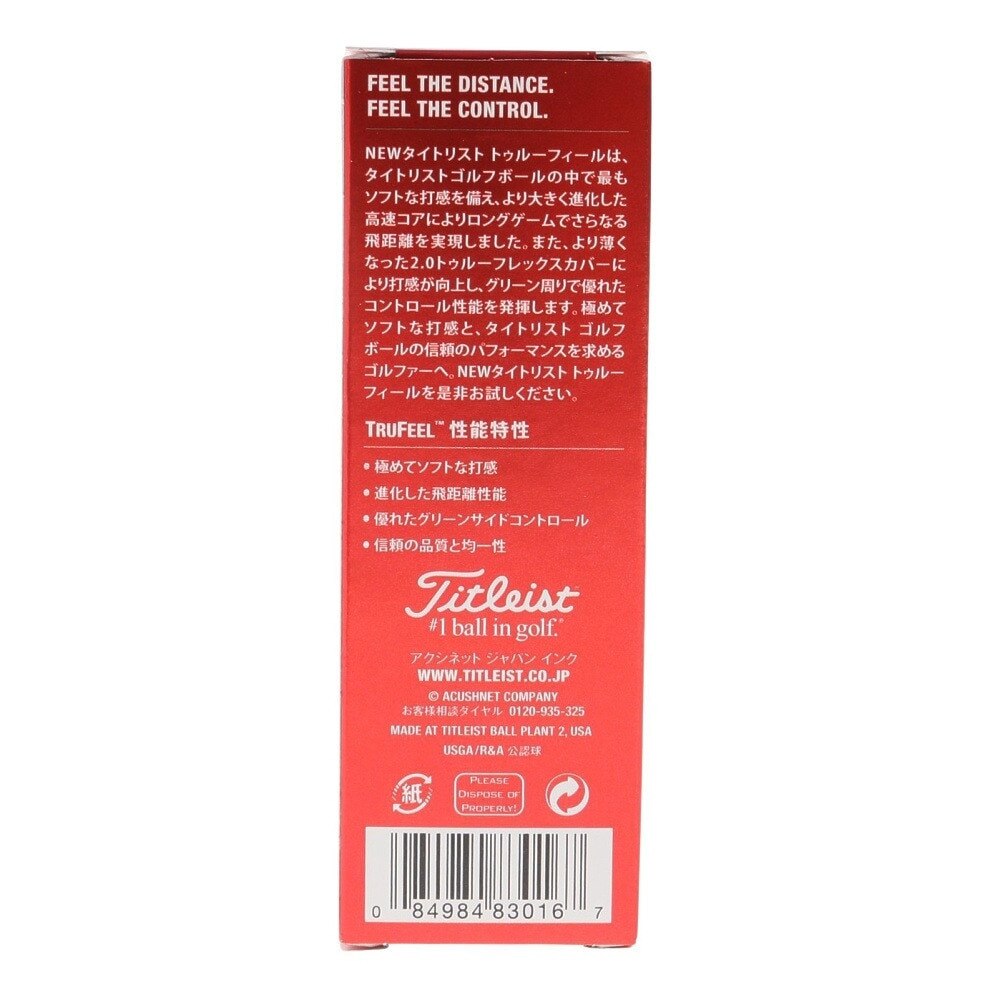 FEEL THE DISTANCE.
FEEL THE CONTROL.
NEWタイトリスト トゥルーフィールは、
タイトリストゴルフボールの中で最も
ソフトな打感を備え、より大きく進化した
高速コアによりロングゲームでさらなる
飛距離を実現しました。また、より薄く
なった2.0トゥルーフレックスカバーに
より打感が向上し、グリーン周りで優れた
コントロール性能を発揮します。極めて
ソフトな打感と、タイトリスト ゴルフ
ボールの信頼のパフォーマンスを求める
ゴルファーへ。NEWタイトリスト トゥルー
フィールを是非お試しください。
TRUFEEL™ 性能特性
• 極めてソフトな打感
• 進化した飛距離性能
• 優れたグリーンサイドコントロール
• 信頼の品質と均一性
Titleist®
#1 ball in golf.®
アクシネット ジャパン インク
WWW.TITLEIST.CO.JP
© ACUSHNET COMPANY
お客様相談ダイヤル 0120-935-325
MADE AT TITLEIST BALL PLANT 2, USA
USGA/R&A 公認球
紙
PLEASE
DISPOSE OF
PROPERLY!
0 84984 83016 7